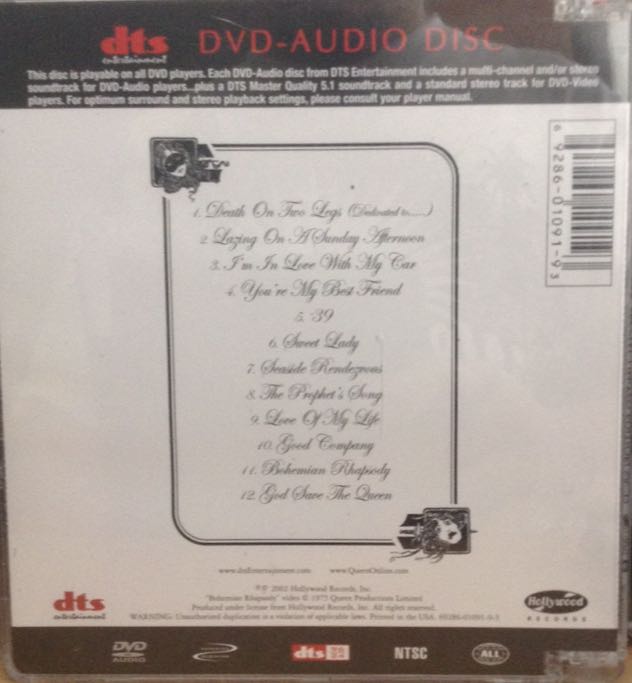 dts DVD-AUDIO DISC
entertainment
This disc is playable on all DVD players. Each DVD-Audio disc from DTS Entertainment includes a multi-channel and/or stereo
soundtrack for DVD-Audio players...plus a DTS Master Quality 5.1 soundtrack and a standard stereo track for DVD-Video
players. For optimum surround and stereo playback settings, please consult your player manual.
6 92860-01091-93
1. Death On Two Legs (Dedicated to......)
2. Lazing On A Sunday Afternoon
3. I'm In Love With My Car
4. You're My Best Friend
5. '39
6. Sweet Lady
7. Seaside Rendezvous
8. The Prophet's Song
9. Love Of My Life
10. Good Company
11. Bohemian Rhapsody
12. God Save The Queen
www.dtsEntertainment.com www.QueenOnline.com
℗© 2002 Hollywood Records, Inc.
"Bohemian Rhapsody" video © 1975 Queen Productions Limited
Produced under license from Hollywood Records, Inc. All rights reserved.
WARNING: Unauthorized duplication is a violation of applicable laws. Printed in the USA. 69286-01091-9-3
dts
entertainment
Hollywood
RECORDS
DVD
AUDIO
dts
NTSC
ALL